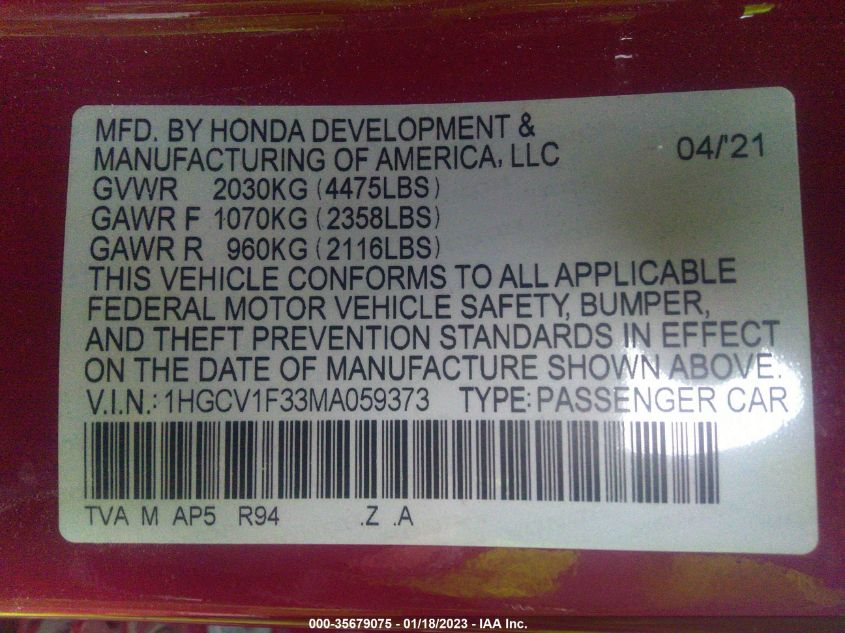 MFD. BY HONDA DEVELOPMENT &
MANUFACTURING OF AMERICA, LLC 04/'21
GVWR 2030KG (4475LBS)
GAWR F 1070KG (2358LBS)
GAWR R 960KG (2116LBS)
THIS VEHICLE CONFORMS TO ALL APPLICABLE
FEDERAL MOTOR VEHICLE SAFETY, BUMPER,
AND THEFT PREVENTION STANDARDS IN EFFECT
ON THE DATE OF MANUFACTURE SHOWN ABOVE.
V.I.N.: 1HGCV1F33MA059373 TYPE: PASSENGER CAR
TVA M AP5 R94 .Z .A
000-35679075 - 01/18/2023 - IAA Inc.